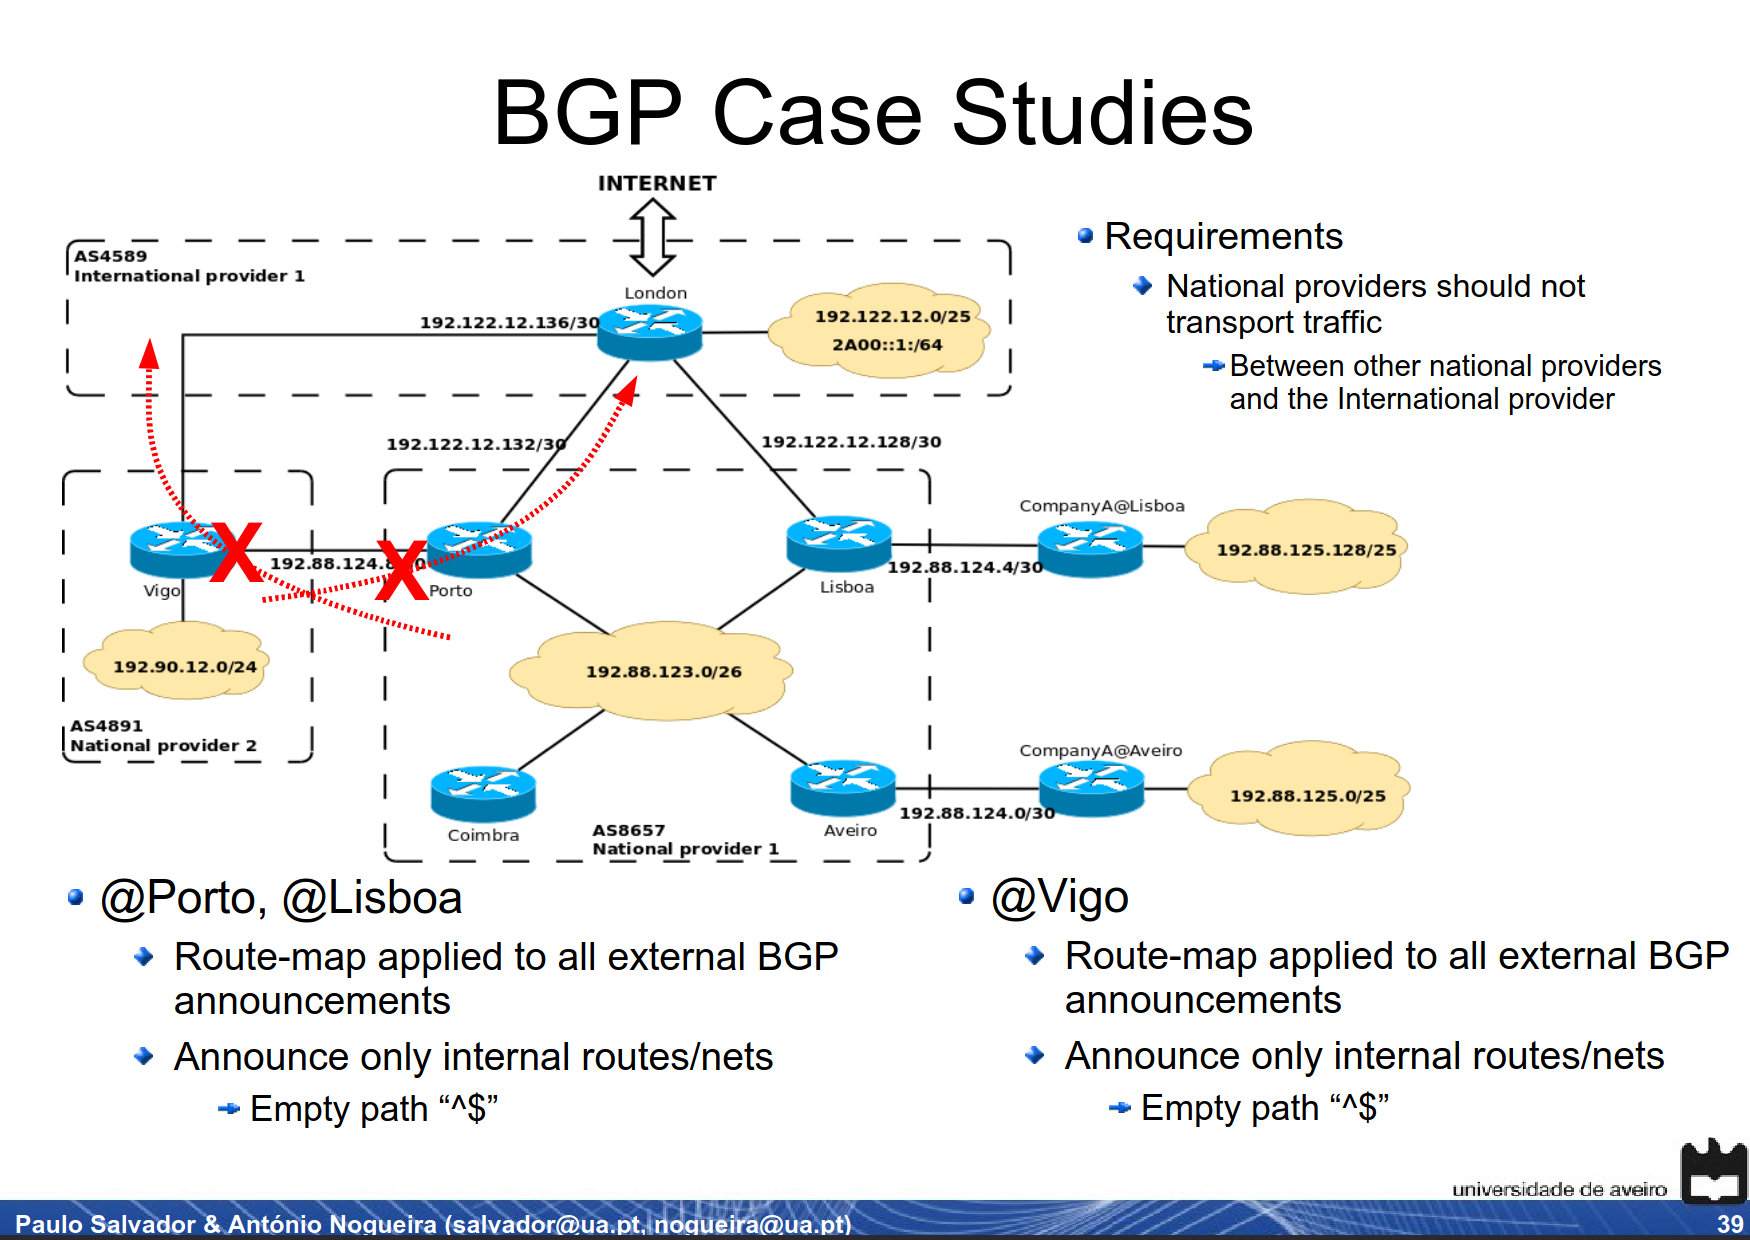 BGP Case Studies
INTERNET
AS4589
International provider 1
London
192.122.12.136/30
192.122.12.0/25
2A00::1:/64
192.122.12.132/30
192.122.12.128/30
Requirements
National providers should not
transport traffic
Between other national providers
and the International provider
CompanyA@Lisboa
192.88.125.128/25
192.88.124.4/30
Lisboa
X
X
192.88.124.8
0
Vigo
Porto
192.90.12.0/24
192.88.123.0/26
AS4891
National provider 2
CompanyA@Aveiro
192.88.125.0/25
192.88.124.0/30
Coimbra
Aveiro
AS8657
National provider 1
@Porto, @Lisboa
Route-map applied to all external BGP
announcements
Announce only internal routes/nets
Empty path “^$”
@Vigo
Route-map applied to all external BGP
announcements
Announce only internal routes/nets
Empty path “^$”
universidade de aveiro
Paulo Salvador & António Nogueira (salvador@ua.pt, nogueira@ua.pt)
39